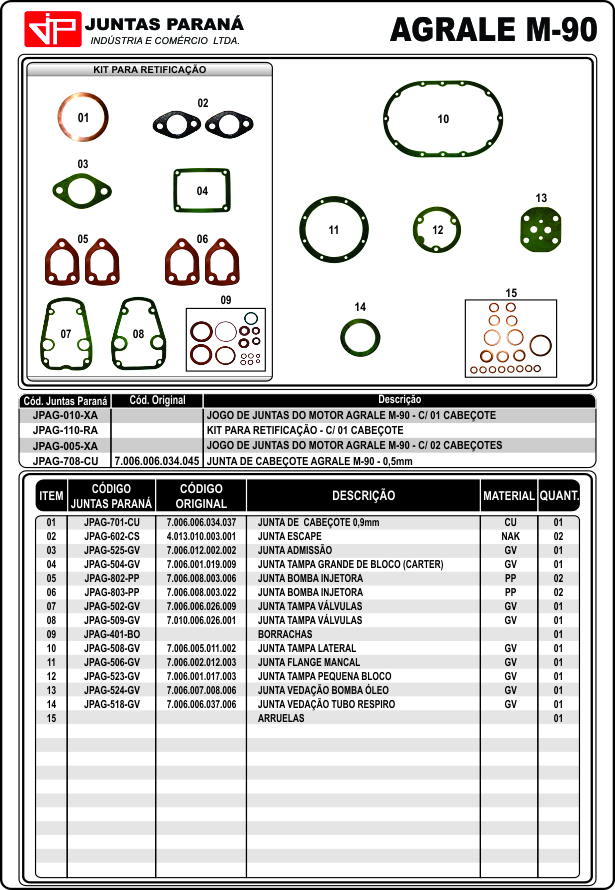 JP JUNTAS PARANÁ
INDÚSTRIA E COMÉRCIO LTDA.
AGRALE M-90
KIT PARA RETIFICAÇÃO
01
02
03
04
05
06
07
08
09
10
11
12
13
14
15
Cód. Juntas Paraná Cód. Original Descrição
JPAG-010-XA JOGO DE JUNTAS DO MOTOR AGRALE M-90 - C/ 01 CABEÇOTE
JPAG-110-RA KIT PARA RETIFICAÇÃO - C/ 01 CABEÇOTE
JPAG-005-XA JOGO DE JUNTAS DO MOTOR AGRALE M-90 - C/ 02 CABEÇOTES
JPAG-708-CU 7.006.006.034.045 JUNTA DE CABEÇOTE AGRALE M-90 - 0,5mm
ITEM CÓDIGO JUNTAS PARANÁ CÓDIGO ORIGINAL DESCRIÇÃO MATERIAL QUANT.
01 JPAG-701-CU 7.006.006.034.037 JUNTA DE CABEÇOTE 0,9mm CU 01
02 JPAG-602-CS 4.013.010.003.001 JUNTA ESCAPE NAK 02
03 JPAG-525-GV 7.006.012.002.002 JUNTA ADMISSÃO GV 01
04 JPAG-504-GV 7.006.001.019.009 JUNTA TAMPA GRANDE DE BLOCO (CARTER) GV 01
05 JPAG-802-PP 7.006.008.003.006 JUNTA BOMBA INJETORA PP 02
06 JPAG-803-PP 7.006.008.003.022 JUNTA BOMBA INJETORA PP 02
07 JPAG-502-GV 7.006.006.026.009 JUNTA TAMPA VÁLVULAS GV 01
08 JPAG-509-GV 7.010.006.026.001 JUNTA TAMPA VÁLVULAS GV 01
09 JPAG-401-BO BORRACHAS 01
10 JPAG-508-GV 7.006.005.011.002 JUNTA TAMPA LATERAL GV 01
11 JPAG-506-GV 7.006.002.012.003 JUNTA FLANGE MANCAL GV 01
12 JPAG-523-GV 7.006.001.017.003 JUNTA TAMPA PEQUENA BLOCO GV 01
13 JPAG-524-GV 7.006.007.008.006 JUNTA VEDAÇÃO BOMBA ÓLEO GV 01
14 JPAG-518-GV 7.006.006.037.006 JUNTA VEDAÇÃO TUBO RESPIRO GV 01
15 ARRUELAS 01